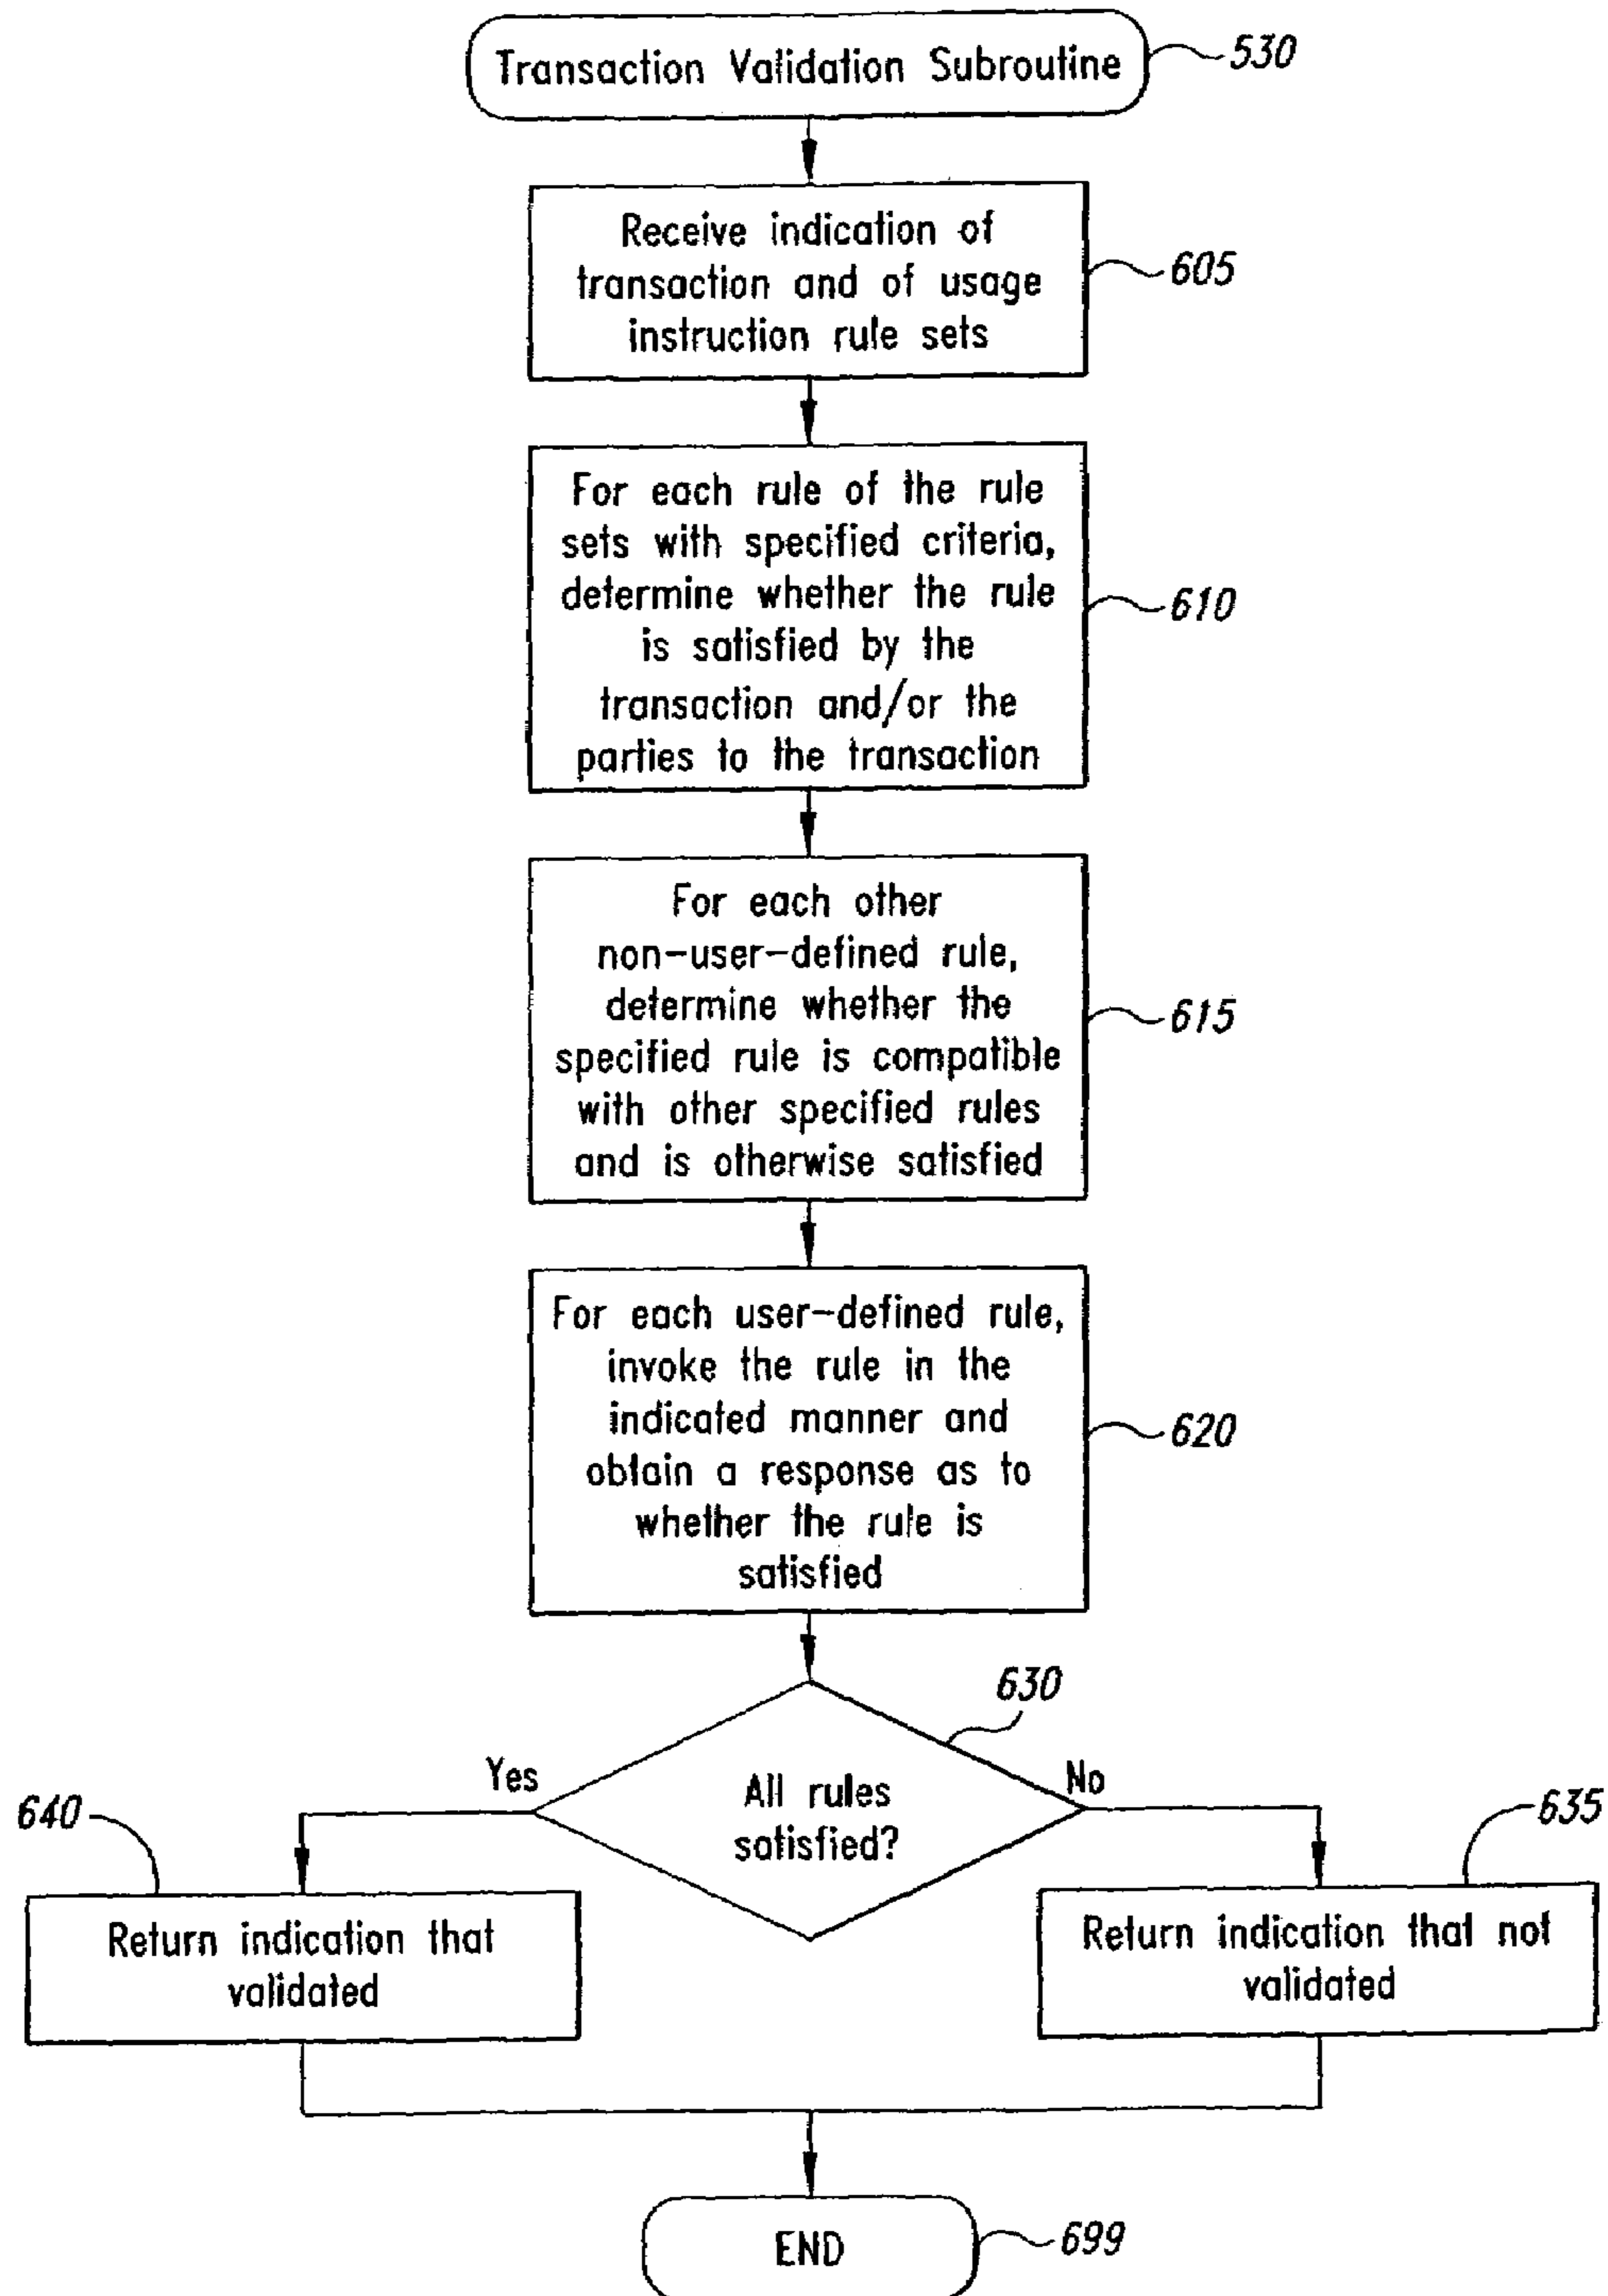 Transaction Validation Subroutine
530
Receive indication of
transaction and of usage
instruction rule sets
605
For each rule of the rule
sets with specified criteria,
determine whether the rule
is satisfied by the
transaction and/or the
parties to the transaction
610
For each other
non-user-defined rule,
determine whether the
specified rule is compatible
with other specified rules
and is otherwise satisfied
615
For each user-defined rule,
invoke the rule in the
indicated manner and
obtain a response as to
whether the rule is
satisfied
620
630
Yes
All rules
satisfied?
No
640
635
Return indication that
validated
Return indication that not
validated
END
699